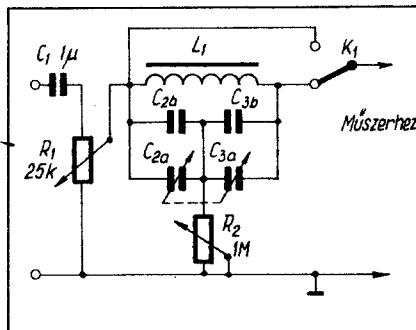 C1 1μ
L1
K1
C2b
C3b
Műszerhez
R1
25k
C2a
C3a
R2
1M